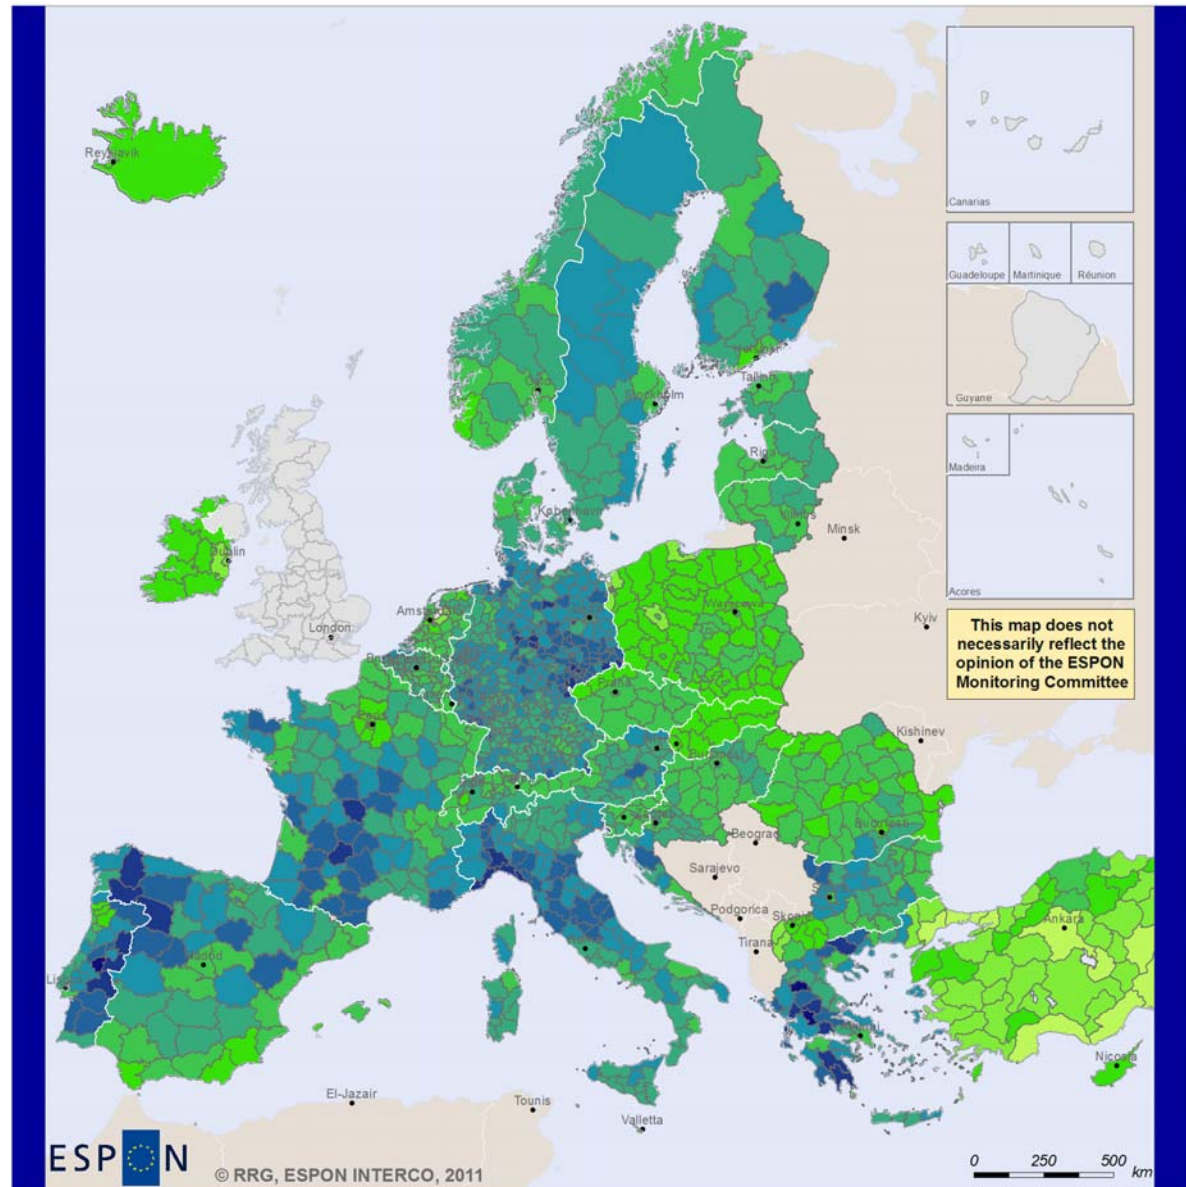 Reykjavik
Canarias
Guadeloupe
Martinique
Réunion
Guyane
Madeira
Acores
This map does not
necessarily reflect the
opinion of the ESPON
Monitoring Committee
Oslo
Stockholm
Tallinn
Riga
København
Vilnius
Minsk
Dublin
London
Warszawa
Kyiv
Praha
Kishinev
Bucuresti
Beograd
Sarajevo
Podgorica
Skopje
Tirana
Ankara
Madrid
Nicosia
El-Jazair
Tounis
Valletta
ESPON
© RRG, ESPON INTERCO, 2011
0 250 500
km